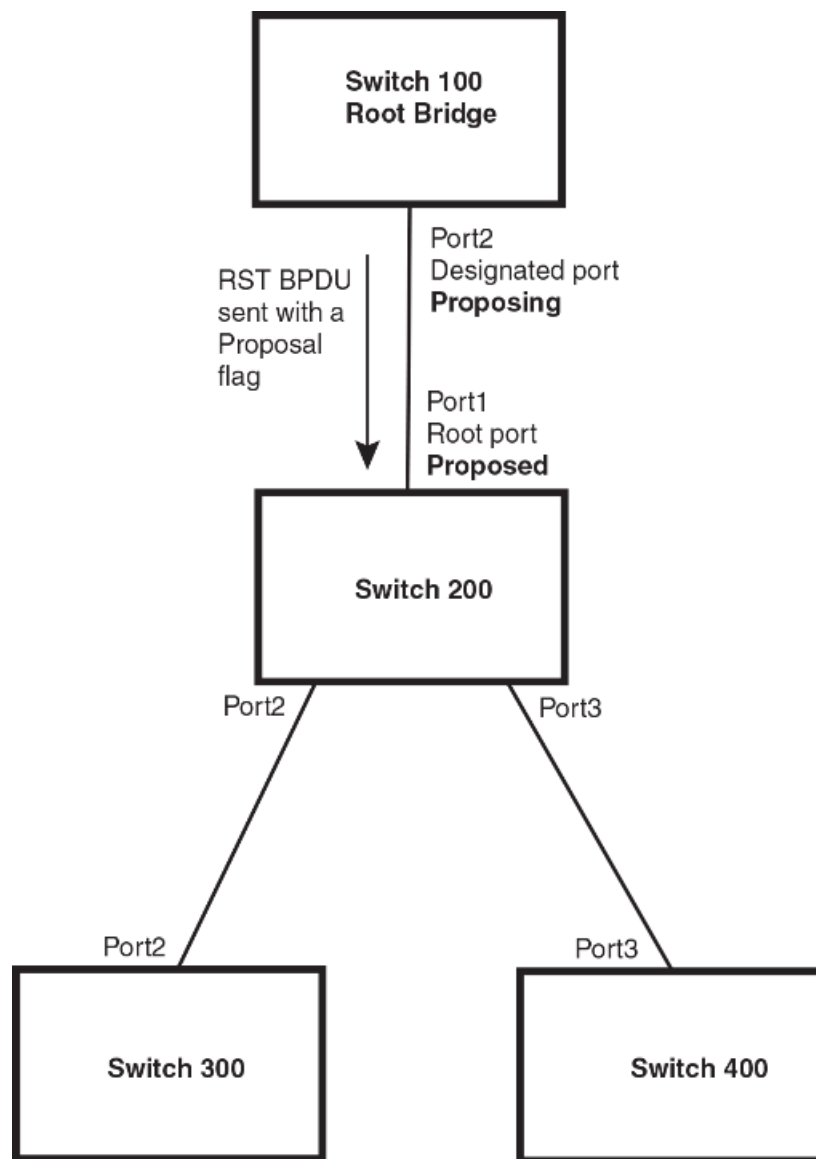 Switch 100
Root Bridge
RST BPDU
sent with a
Proposal
flag
Port2
Designated port
Proposing
Port1
Root port
Proposed
Switch 200
Port2
Port3
Port2
Port3
Switch 300
Switch 400